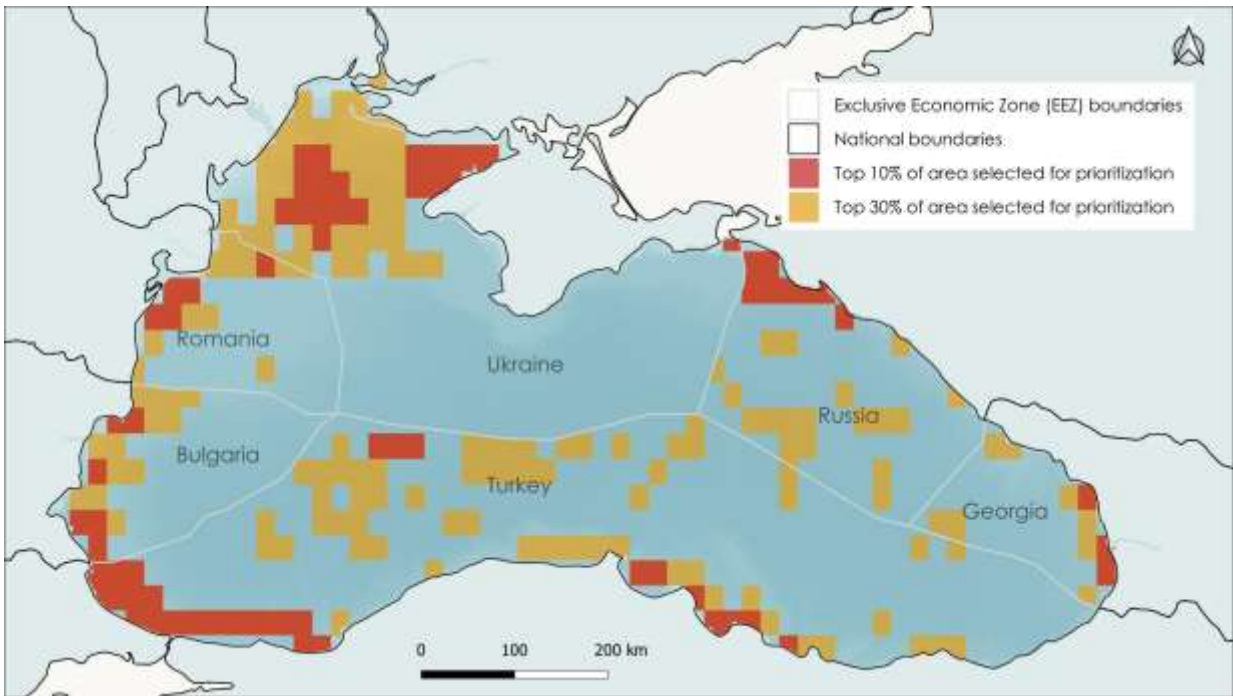 Exclusive Economic Zone (EEZ) boundaries
National boundaries
Top 10% of area selected for prioritization
Top 30% of area selected for prioritization
Romania
Ukraine
Russia
Bulgaria
Turkey
Georgia
0 100 200 km